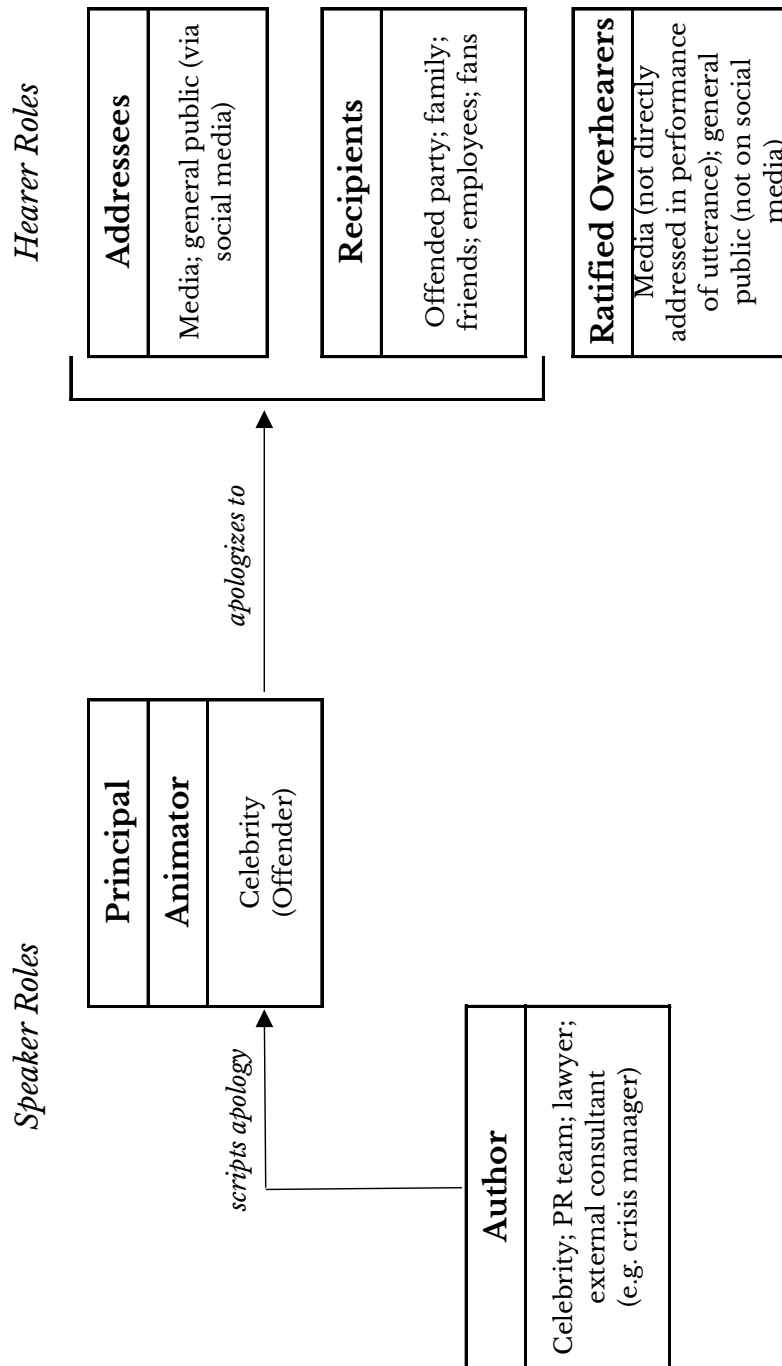 Speaker Roles
Hearer Roles
Principal
Animator
Celebrity
(Offender)
scripts apology
Author
Celebrity; PR team; lawyer;
external consultant
(e.g. crisis manager)
apologizes to
Addressees
Media; general public (via
social media)
Recipients
Offended party; family;
friends; employees; fans
Ratified Overhearers
Media (not directly
addressed in performance
of utterance); general
public (not on social
media)